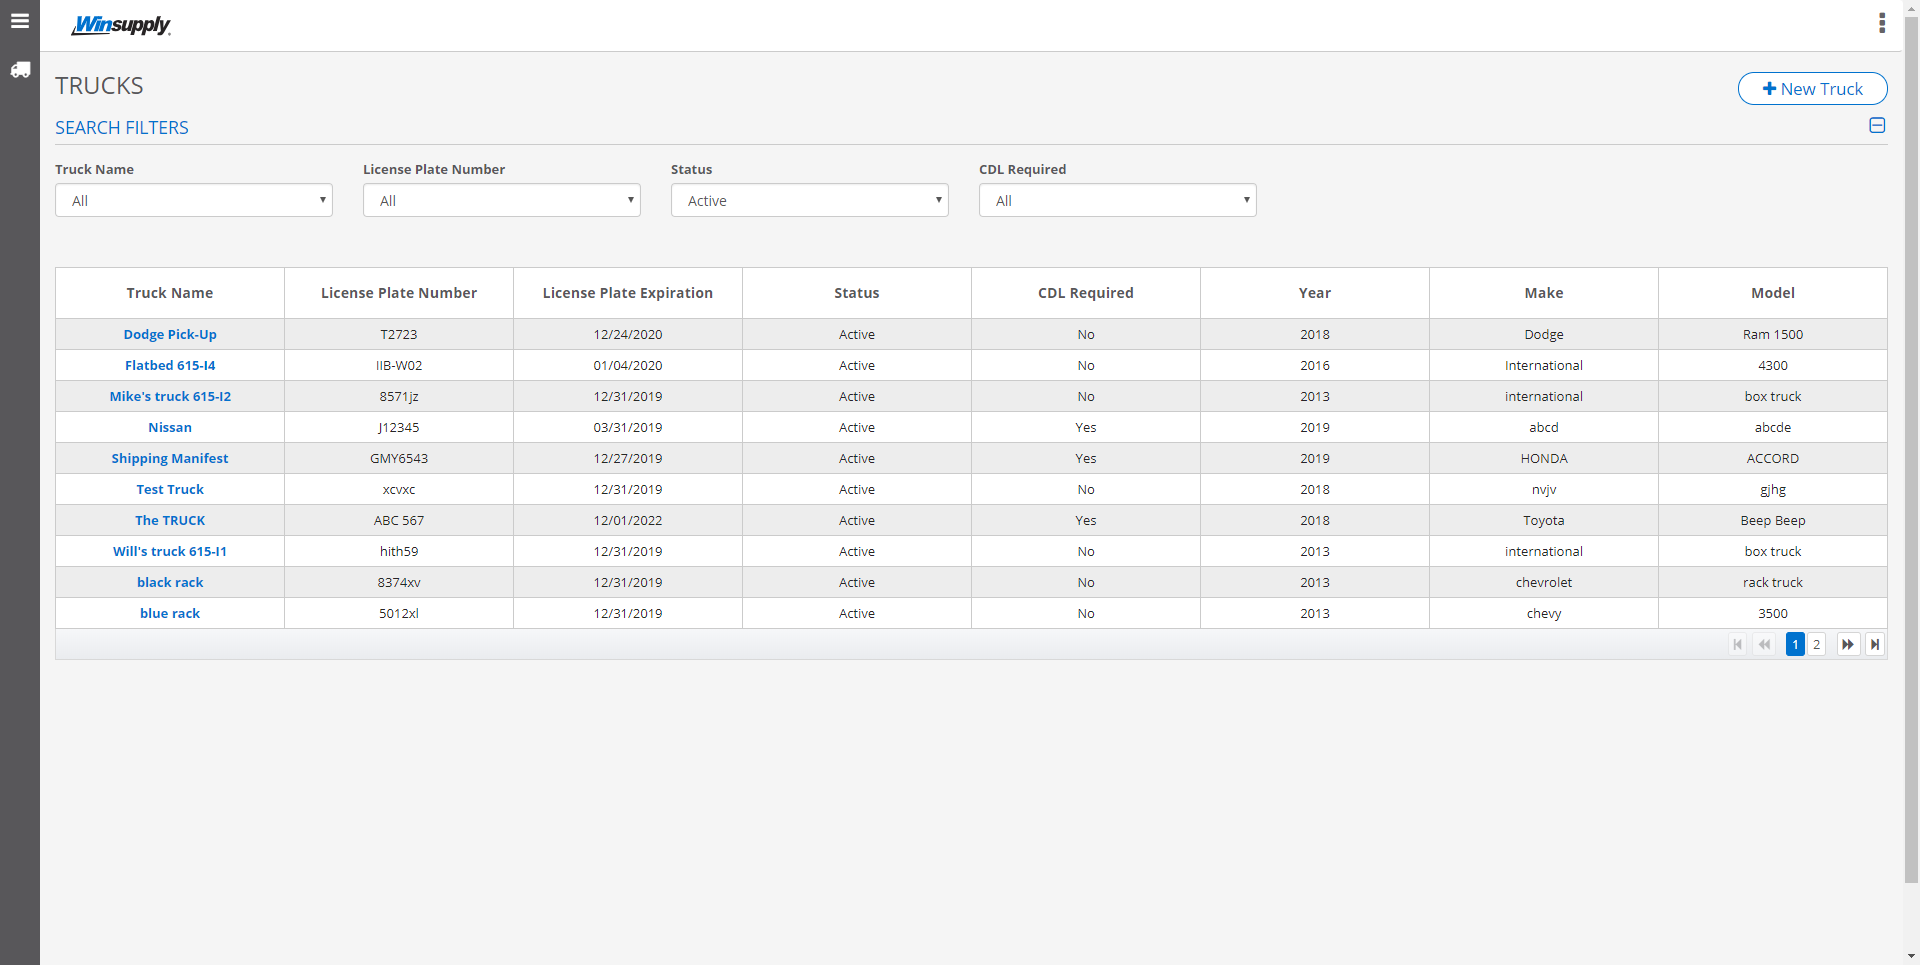 Winsupply
TRUCKS
New Truck
SEARCH FILTERS
Truck Name License Plate Number Status CDL Required
All All Active All
Truck Name License Plate Number License Plate Expiration Status CDL Required Year Make Model
Dodge Pick-Up T2723 12/24/2020 Active No 2018 Dodge Ram 1500
Flatbed 615-I4 IIB-W02 01/04/2020 Active No 2016 International 4300
Mike's truck 615-I2 8571jz 12/31/2019 Active No 2013 international box truck
Nissan J12345 03/31/2019 Active Yes 2019 abcd abcde
Shipping Manifest GMY6543 12/27/2019 Active Yes 2019 HONDA ACCORD
Test Truck xcvxc 12/31/2019 Active No 2018 nvjv gjhg
The TRUCK ABC 567 12/01/2022 Active Yes 2018 Toyota Beep Beep
Will's truck 615-I1 hith59 12/31/2019 Active No 2013 international box truck
black rack 8374xv 12/31/2019 Active No 2013 chevrolet rack truck
blue rack 5012xl 12/31/2019 Active No 2013 chevy 3500
1 2